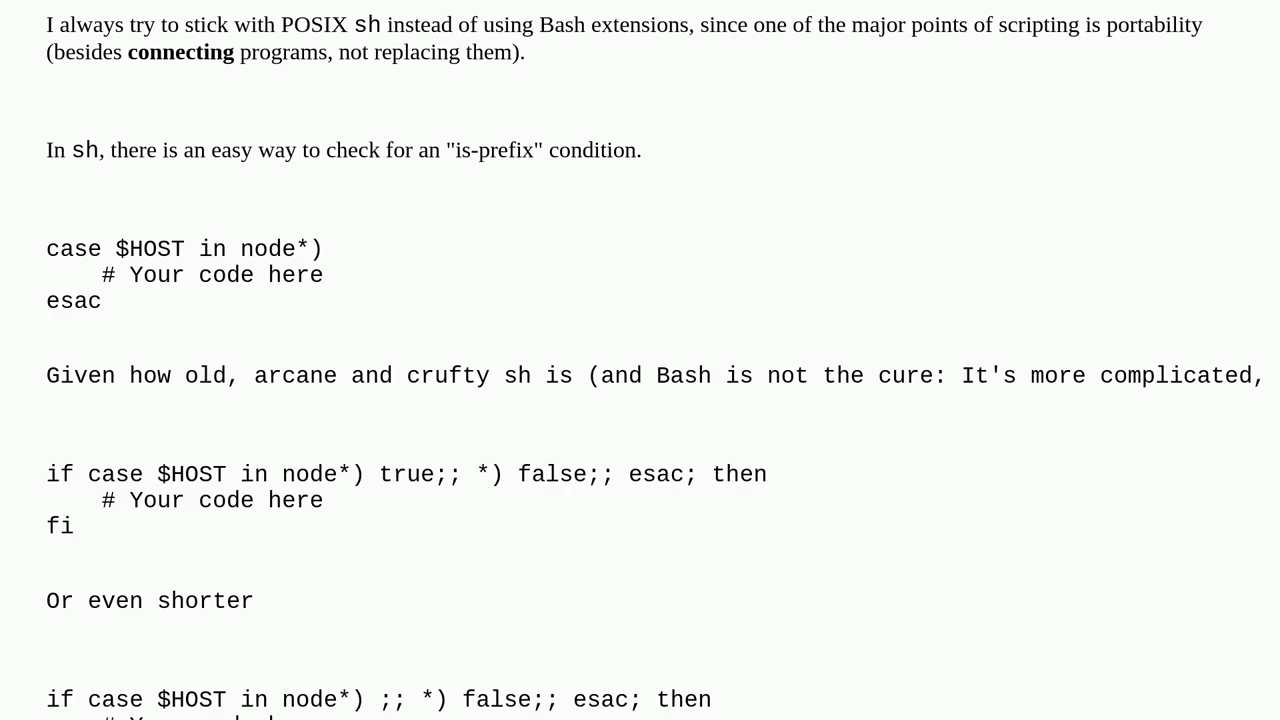 I always try to stick with POSIX sh instead of using Bash extensions, since one of the major points of scripting is portability
(besides connecting programs, not replacing them).
In sh, there is an easy way to check for an "is-prefix" condition.
case $HOST in node*)
    # Your code here
esac
Given how old, arcane and crufty sh is (and Bash is not the cure: It's more complicated,
if case $HOST in node*) true;; *) false;; esac; then
    # Your code here
fi
Or even shorter
if case $HOST in node*) ;; *) false;; esac; then